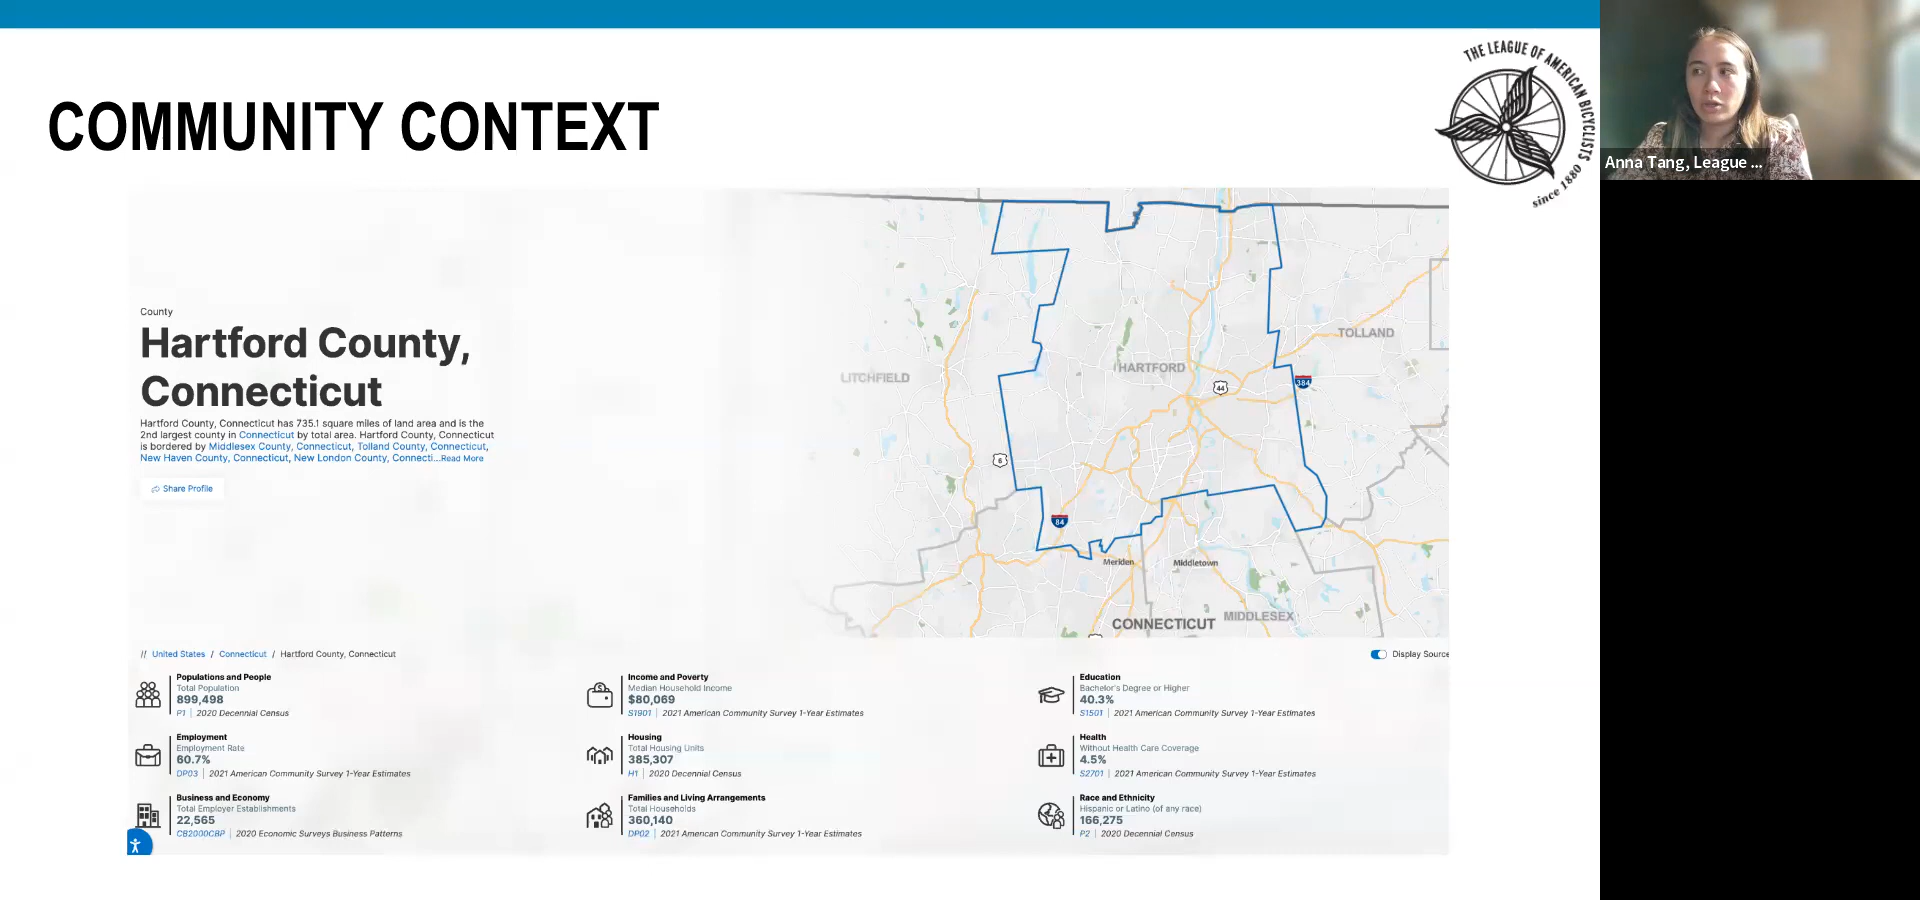 COMMUNITY CONTEXT
THE LEAGUE OF AMERICAN BICYCLISTS
since 1880
Anna Tang, League ...
County
Hartford County,
Connecticut
Hartford County, Connecticut has 735.1 square miles of land area and is the
2nd largest county in Connecticut by total area. Hartford County, Connecticut
is bordered by Middlesex County, Connecticut, Tolland County, Connecticut,
New Haven County, Connecticut, New London County, Connecti...Read More
Share Profile
TOLLAND
HARTFORD
LITCHFIELD
384
44
6
84
Meriden
Middletown
MIDDLESEX
CONNECTICUT
// United States / Connecticut / Hartford County, Connecticut
Display Source
Populations and People
Total Population
899,498
P1 | 2020 Decennial Census
Income and Poverty
Median Household Income
$80,069
S1901 | 2021 American Community Survey 1-Year Estimates
Education
Bachelor's Degree or Higher
40.3%
S1501 | 2021 American Community Survey 1-Year Estimates
Employment
Employment Rate
60.7%
DP03 | 2021 American Community Survey 1-Year Estimates
Housing
Total Housing Units
385,307
H1 | 2020 Decennial Census
Health
Without Health Care Coverage
4.5%
S2701 | 2021 American Community Survey 1-Year Estimates
Business and Economy
Total Employer Establishments
22,565
CB2000CBP | 2020 Economic Surveys Business Patterns
Families and Living Arrangements
Total Households
360,140
DP02 | 2021 American Community Survey 1-Year Estimates
Race and Ethnicity
Hispanic or Latino (of any race)
166,275
P2 | 2020 Decennial Census